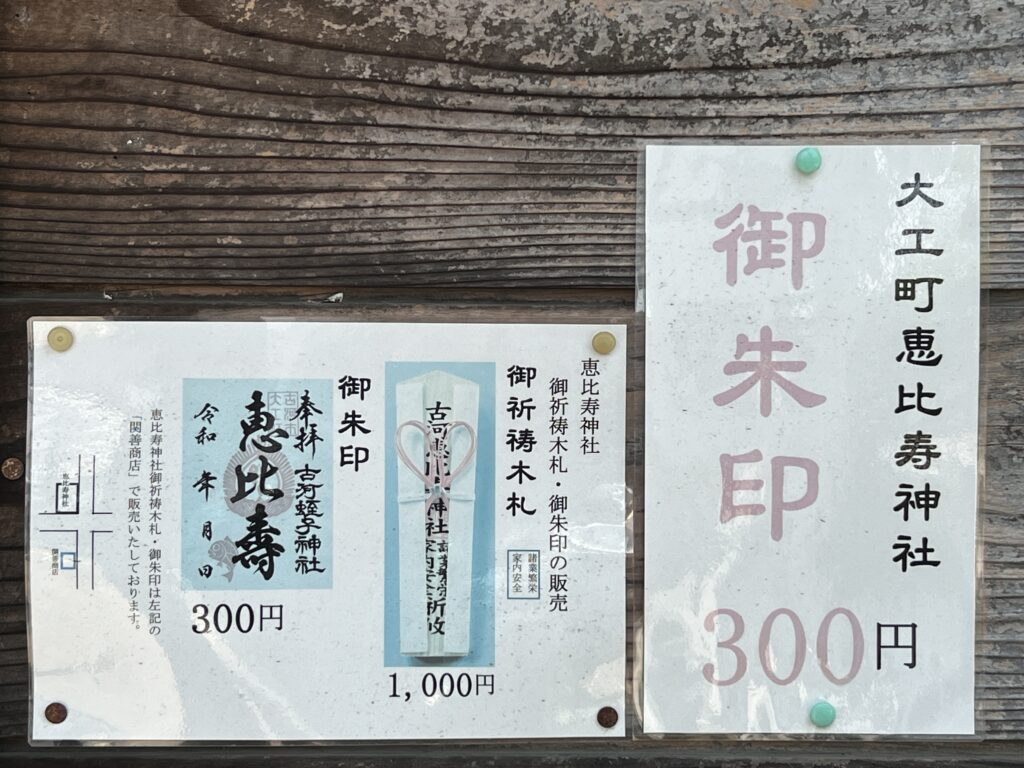 大工町恵比寿神社
御朱印
300円
恵比寿神社
御祈祷木札・御朱印の販売
御祈祷木札
諸業繁栄
家内安全
1,000円
御朱印
奉拝 古河蛭子神社
恵比壽
令和 年 月 日
300円
恵比寿神社御祈祷木札・御朱印は左記の
「関善商店」で販売いたしております。
恵比寿神社
関善商店